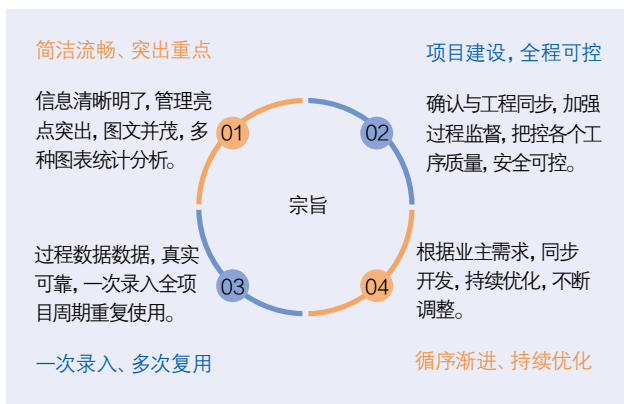 简洁流畅、突出重点
信息清晰明了,管理亮
点突出,图文并茂,多
种图表统计分析。
01
项目建设,全程可控
确认与工程同步,加强
过程监督,把控各个工
序质量,安全可控。
02
宗旨
过程数据数据,真实
可靠,一次录入全项
目周期重复使用。
03
一次录入、多次复用
根据业主需求,同步
开发,持续优化,不断
调整。
04
循序渐进、持续优化